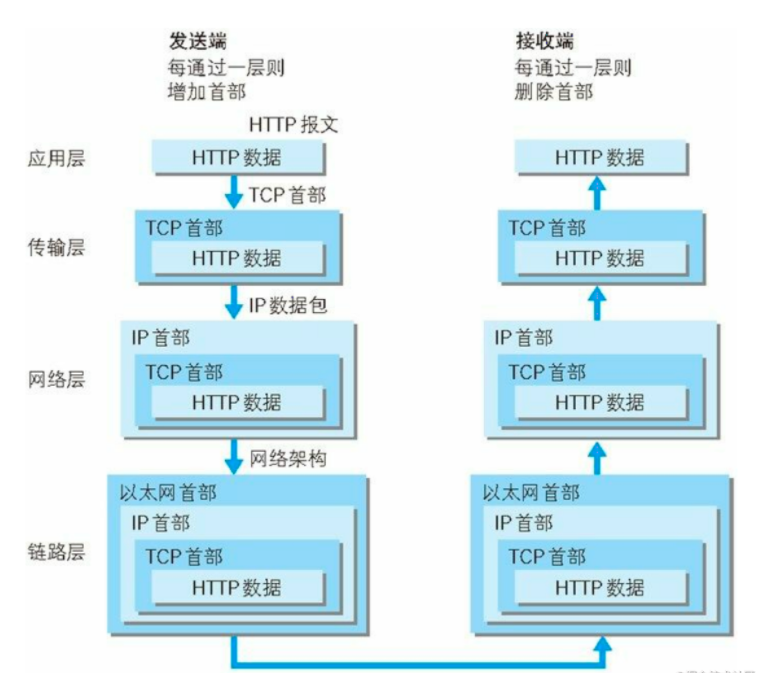 发送端
每通过一层则
增加首部
接收端
每通过一层则
删除首部
HTTP 报文
应用层
HTTP 数据
HTTP 数据
TCP 首部
传输层
TCP 首部
HTTP 数据
TCP 首部
HTTP 数据
IP 数据包
网络层
IP 首部
TCP 首部
HTTP 数据
IP 首部
TCP 首部
HTTP 数据
网络架构
链路层
以太网首部
IP 首部
TCP 首部
HTTP 数据
以太网首部
IP 首部
TCP 首部
HTTP 数据